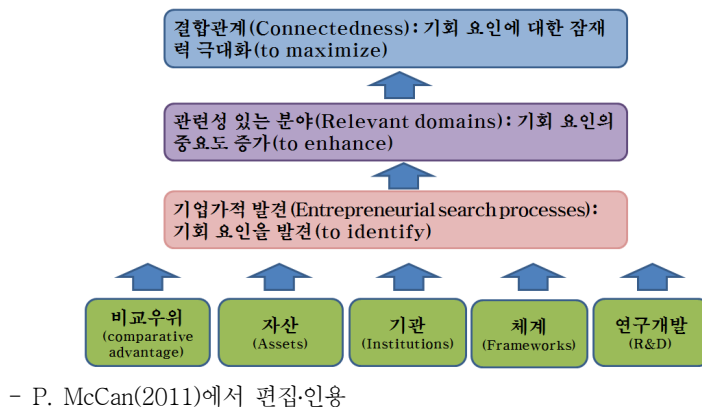 결합관계(Connectedness): 기회 요인에 대한 잠재
력 극대화(to maximize)
관련성 있는 분야(Relevant domains): 기회 요인의
중요도 증가(to enhance)
기업가적 발견(Entrepreneurial search processes):
기회 요인을 발견(to identify)
비교우위
(comparative
advantage)
자산
(Assets)
기관
(Institutions)
체계
(Frameworks)
연구개발
(R&D)
- P. McCan(2011)에서 편집·인용